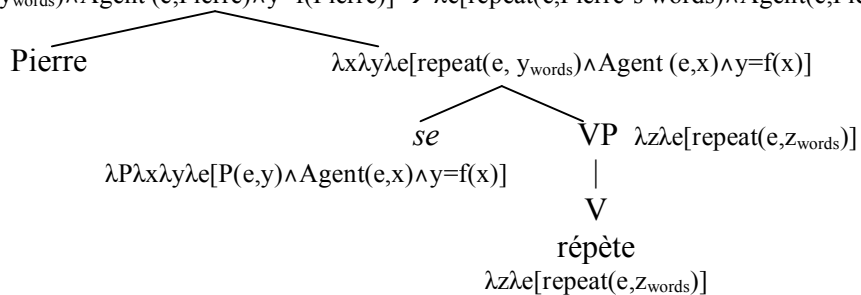 y_words)∧Agent (e,Pierre)∧y=f(Pierre)] → λe[repeat(e,Pierre's words)∧Agent(e,Pie
Pierre λxλyλe[repeat(e, y_words)∧Agent (e,x)∧y=f(x)]
se VP λzλe[repeat(e,z_words)]
λPλxλyλe[P(e,y)∧Agent(e,x)∧y=f(x)]
V
répète
λzλe[repeat(e,z_words)]